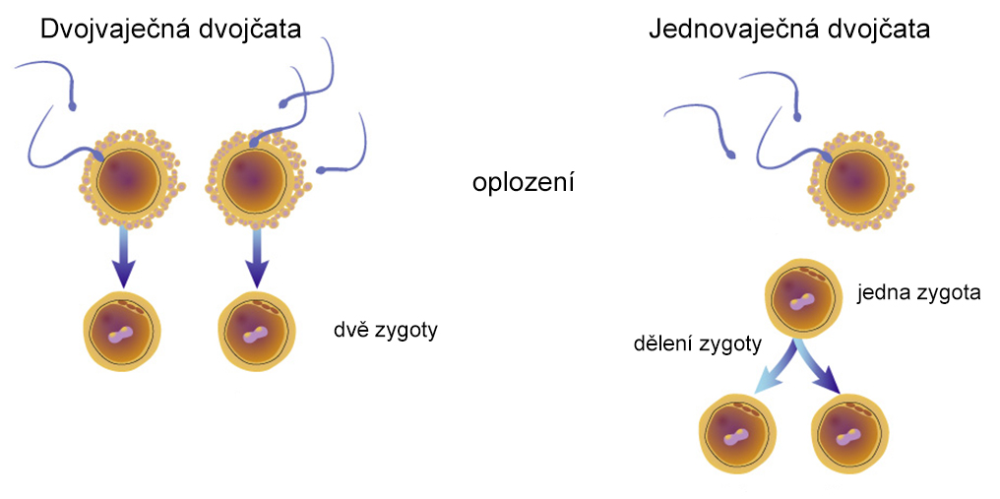 Dvojvaječná dvojčata
Jednovaječná dvojčata
oplození
jedna zygota
dvě zygoty
dělení zygoty